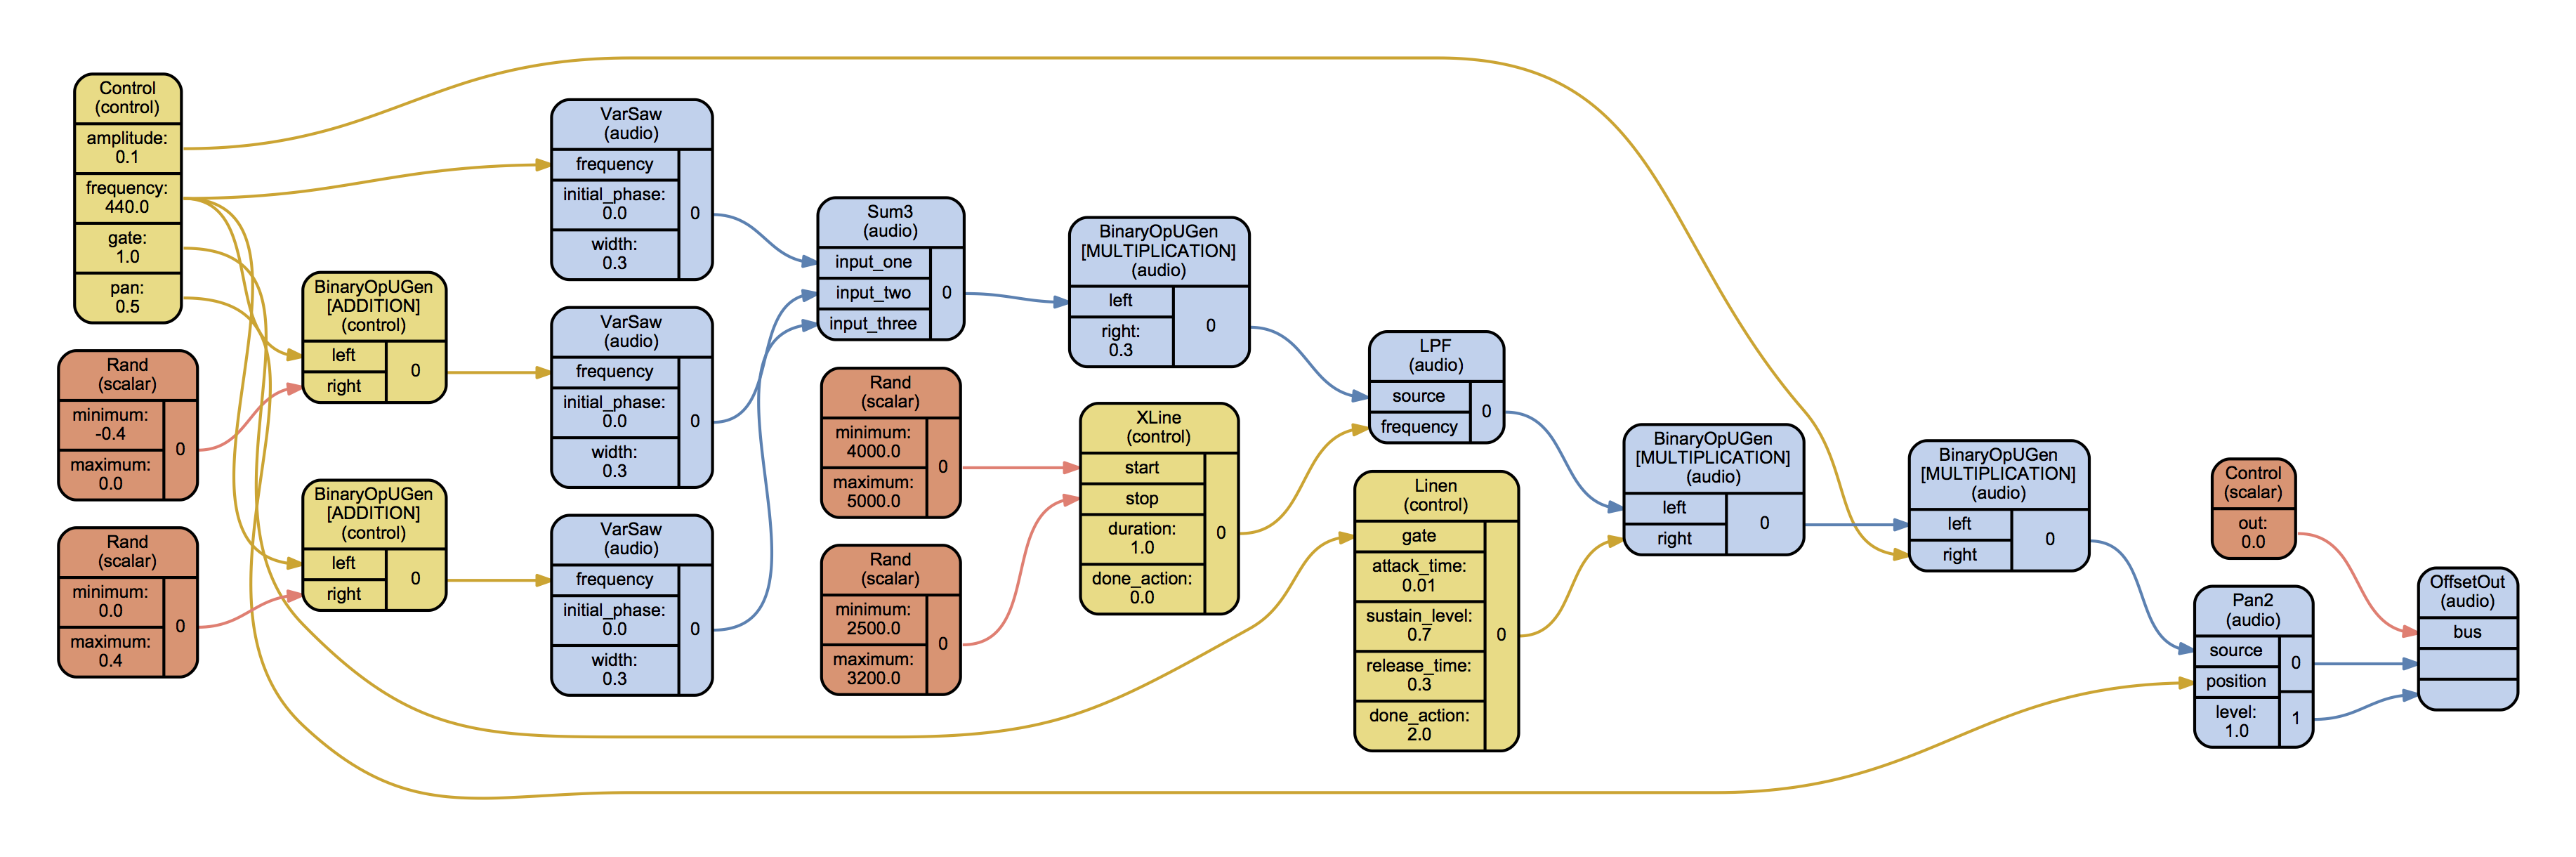 Control
(control)
amplitude:
0.1
frequency:
440.0
gate:
1.0
pan:
0.5
Rand
(scalar)
minimum:
-0.4
maximum:
0.0
0
Rand
(scalar)
minimum:
0.0
maximum:
0.4
0
BinaryOpUGen
[ADDITION]
(control)
left
right
0
BinaryOpUGen
[ADDITION]
(control)
left
right
0
VarSaw
(audio)
frequency
initial_phase:
0.0
width:
0.3
0
VarSaw
(audio)
frequency
initial_phase:
0.0
width:
0.3
0
VarSaw
(audio)
frequency
initial_phase:
0.0
width:
0.3
0
Sum3
(audio)
input_one
input_two
input_three
0
Rand
(scalar)
minimum:
4000.0
maximum:
5000.0
0
Rand
(scalar)
minimum:
2500.0
maximum:
3200.0
0
BinaryOpUGen
[MULTIPLICATION]
(audio)
left
right:
0.3
0
XLine
(control)
start
stop
duration:
1.0
done_action:
0.0
0
LPF
(audio)
source
frequency
0
Linen
(control)
gate
attack_time:
0.01
sustain_level:
0.7
release_time:
0.3
done_action:
2.0
0
BinaryOpUGen
[MULTIPLICATION]
(audio)
left
right
0
BinaryOpUGen
[MULTIPLICATION]
(audio)
left
right
0
Control
(scalar)
out:
0.0
Pan2
(audio)
source
position
level:
1.0
0
1
OffsetOut
(audio)
bus